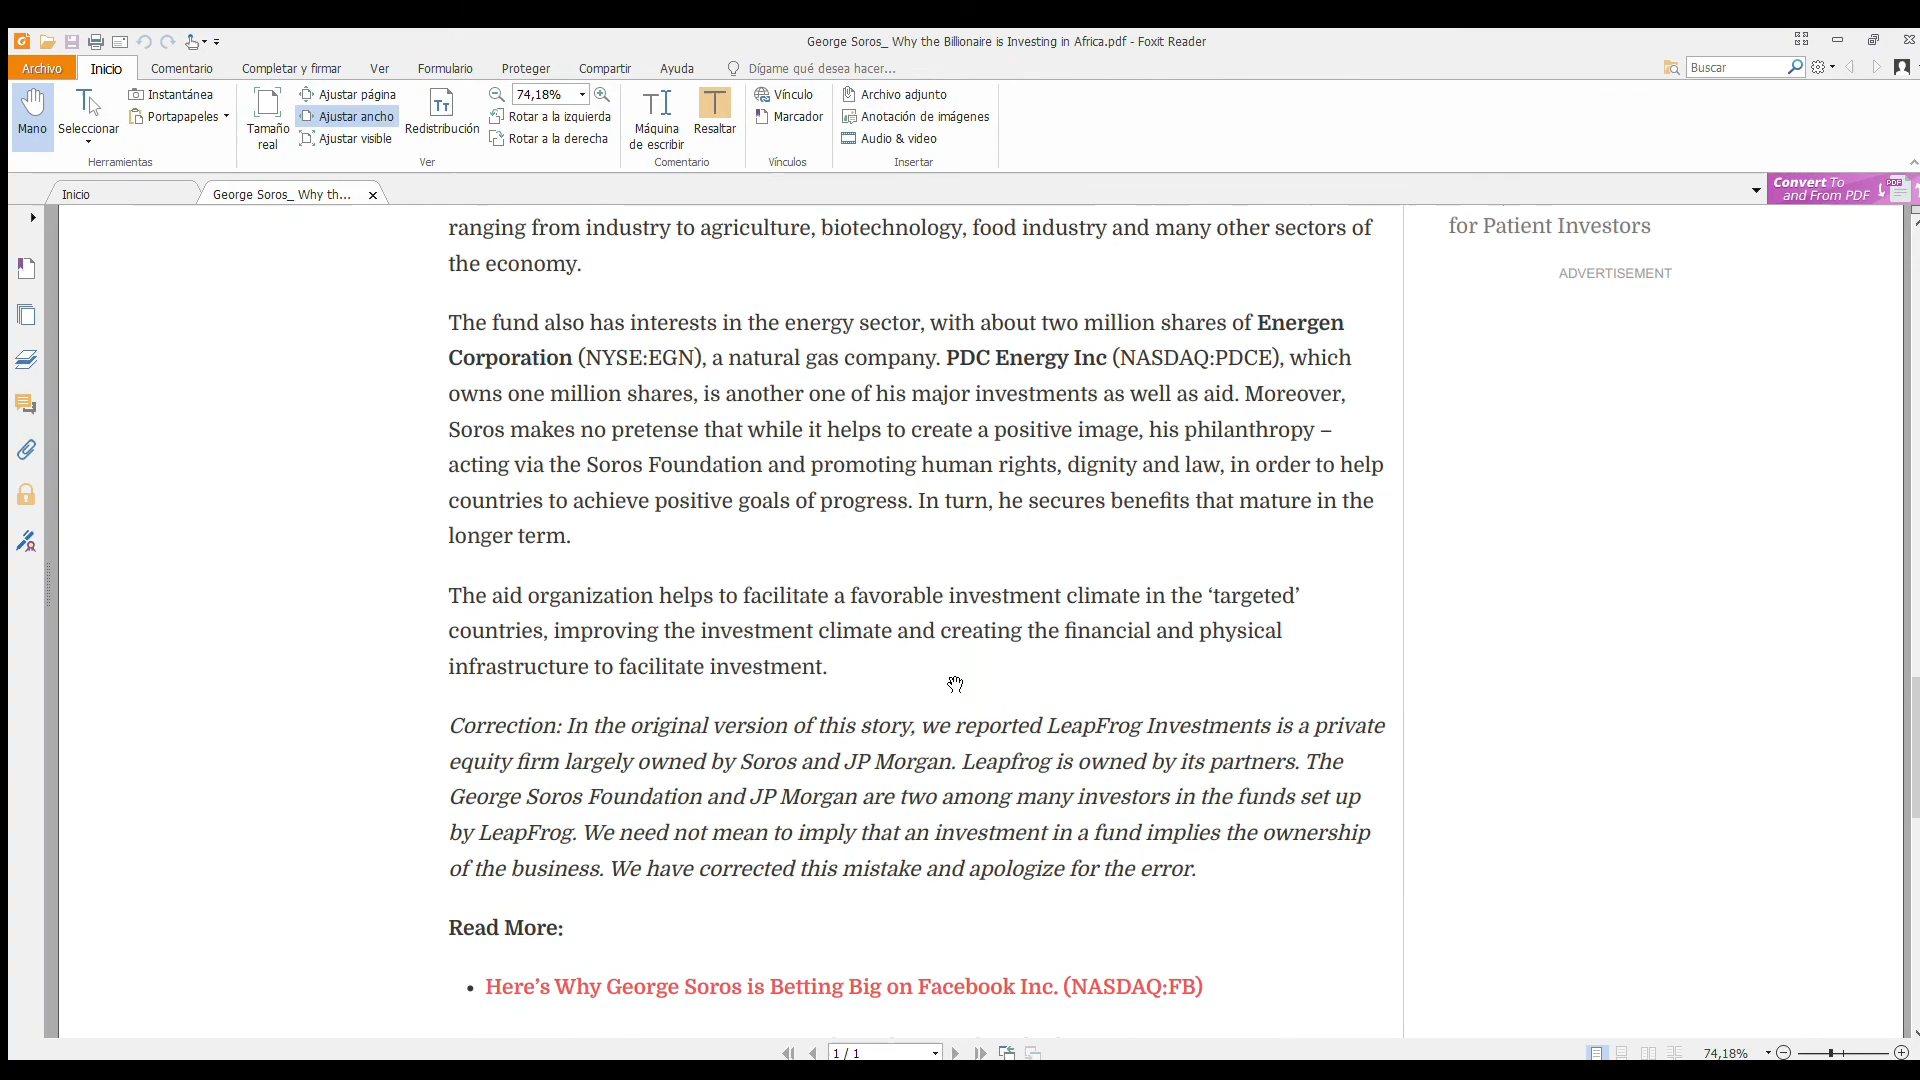 George Soros_ Why the Billionaire is Investing in Africa.pdf - Foxit Reader
Archivo Inicio Comentario Completar y firmar Ver Formulario Proteger Compartir Ayuda Dígame qué desea hacer... Buscar
Mano
Seleccionar
Instantánea
Portapapeles
Herramientas
Tamaño
real
Ajustar página
Ajustar ancho
Ajustar visible
Redistribución
74,18%
Rotar a la izquierda
Rotar a la derecha
Ver
Máquina
de escribir
Resaltar
Comentario
Vínculo
Marcador
Vínculos
Archivo adjunto
Anotación de imágenes
Audio & video
Insertar
Inicio
George Soros_ Why th...
Convert To
and From PDF
PDF
ranging from industry to agriculture, biotechnology, food industry and many other sectors of
the economy.
The fund also has interests in the energy sector, with about two million shares of Energen
Corporation (NYSE:EGN), a natural gas company. PDC Energy Inc (NASDAQ:PDCE), which
owns one million shares, is another one of his major investments as well as aid. Moreover,
Soros makes no pretense that while it helps to create a positive image, his philanthropy –
acting via the Soros Foundation and promoting human rights, dignity and law, in order to help
countries to achieve positive goals of progress. In turn, he secures benefits that mature in the
longer term.
The aid organization helps to facilitate a favorable investment climate in the ‘targeted’
countries, improving the investment climate and creating the financial and physical
infrastructure to facilitate investment.
Correction: In the original version of this story, we reported LeapFrog Investments is a private
equity firm largely owned by Soros and JP Morgan. Leapfrog is owned by its partners. The
George Soros Foundation and JP Morgan are two among many investors in the funds set up
by LeapFrog. We need not mean to imply that an investment in a fund implies the ownership
of the business. We have corrected this mistake and apologize for the error.
Read More:
• Here’s Why George Soros is Betting Big on Facebook Inc. (NASDAQ:FB)
for Patient Investors
ADVERTISEMENT
1 / 1
74,18%